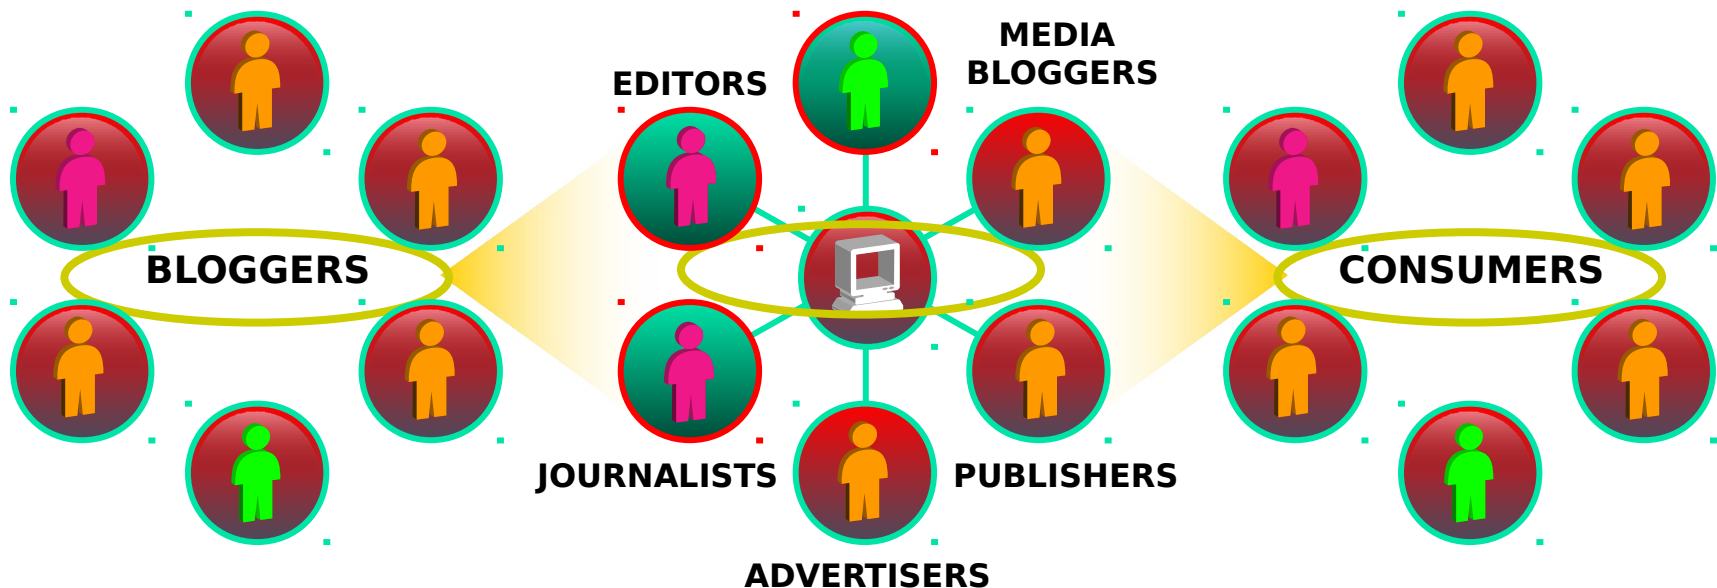 MEDIA
BLOGGERS
EDITORS
BLOGGERS
CONSUMERS
JOURNALISTS
PUBLISHERS
ADVERTISERS